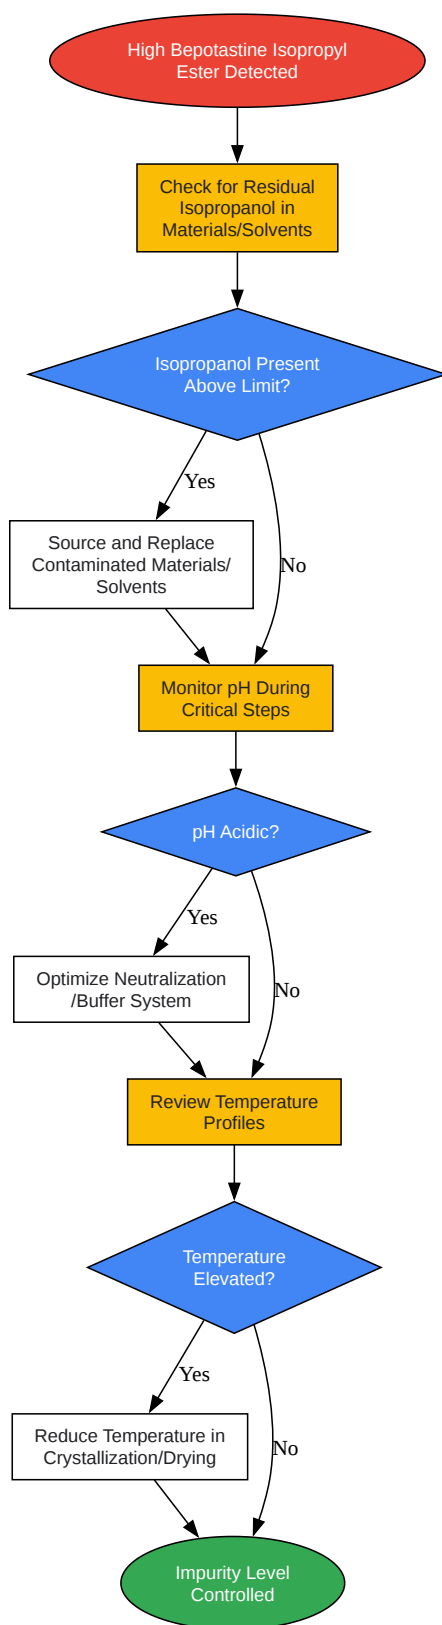 High Bepotastine Isopropyl
Ester Detected
Check for Residual
Isopropanol in
Materials/Solvents
Isopropanol Present
Above Limit?
Yes
Source and Replace
Contaminated Materials/
Solvents
No
Monitor pH During
Critical Steps
pH Acidic?
Yes
Optimize Neutralization
/Buffer System
No
Review Temperature
Profiles
Temperature
Elevated?
Yes
Reduce Temperature in
Crystallization/Drying
No
Impurity Level
Controlled